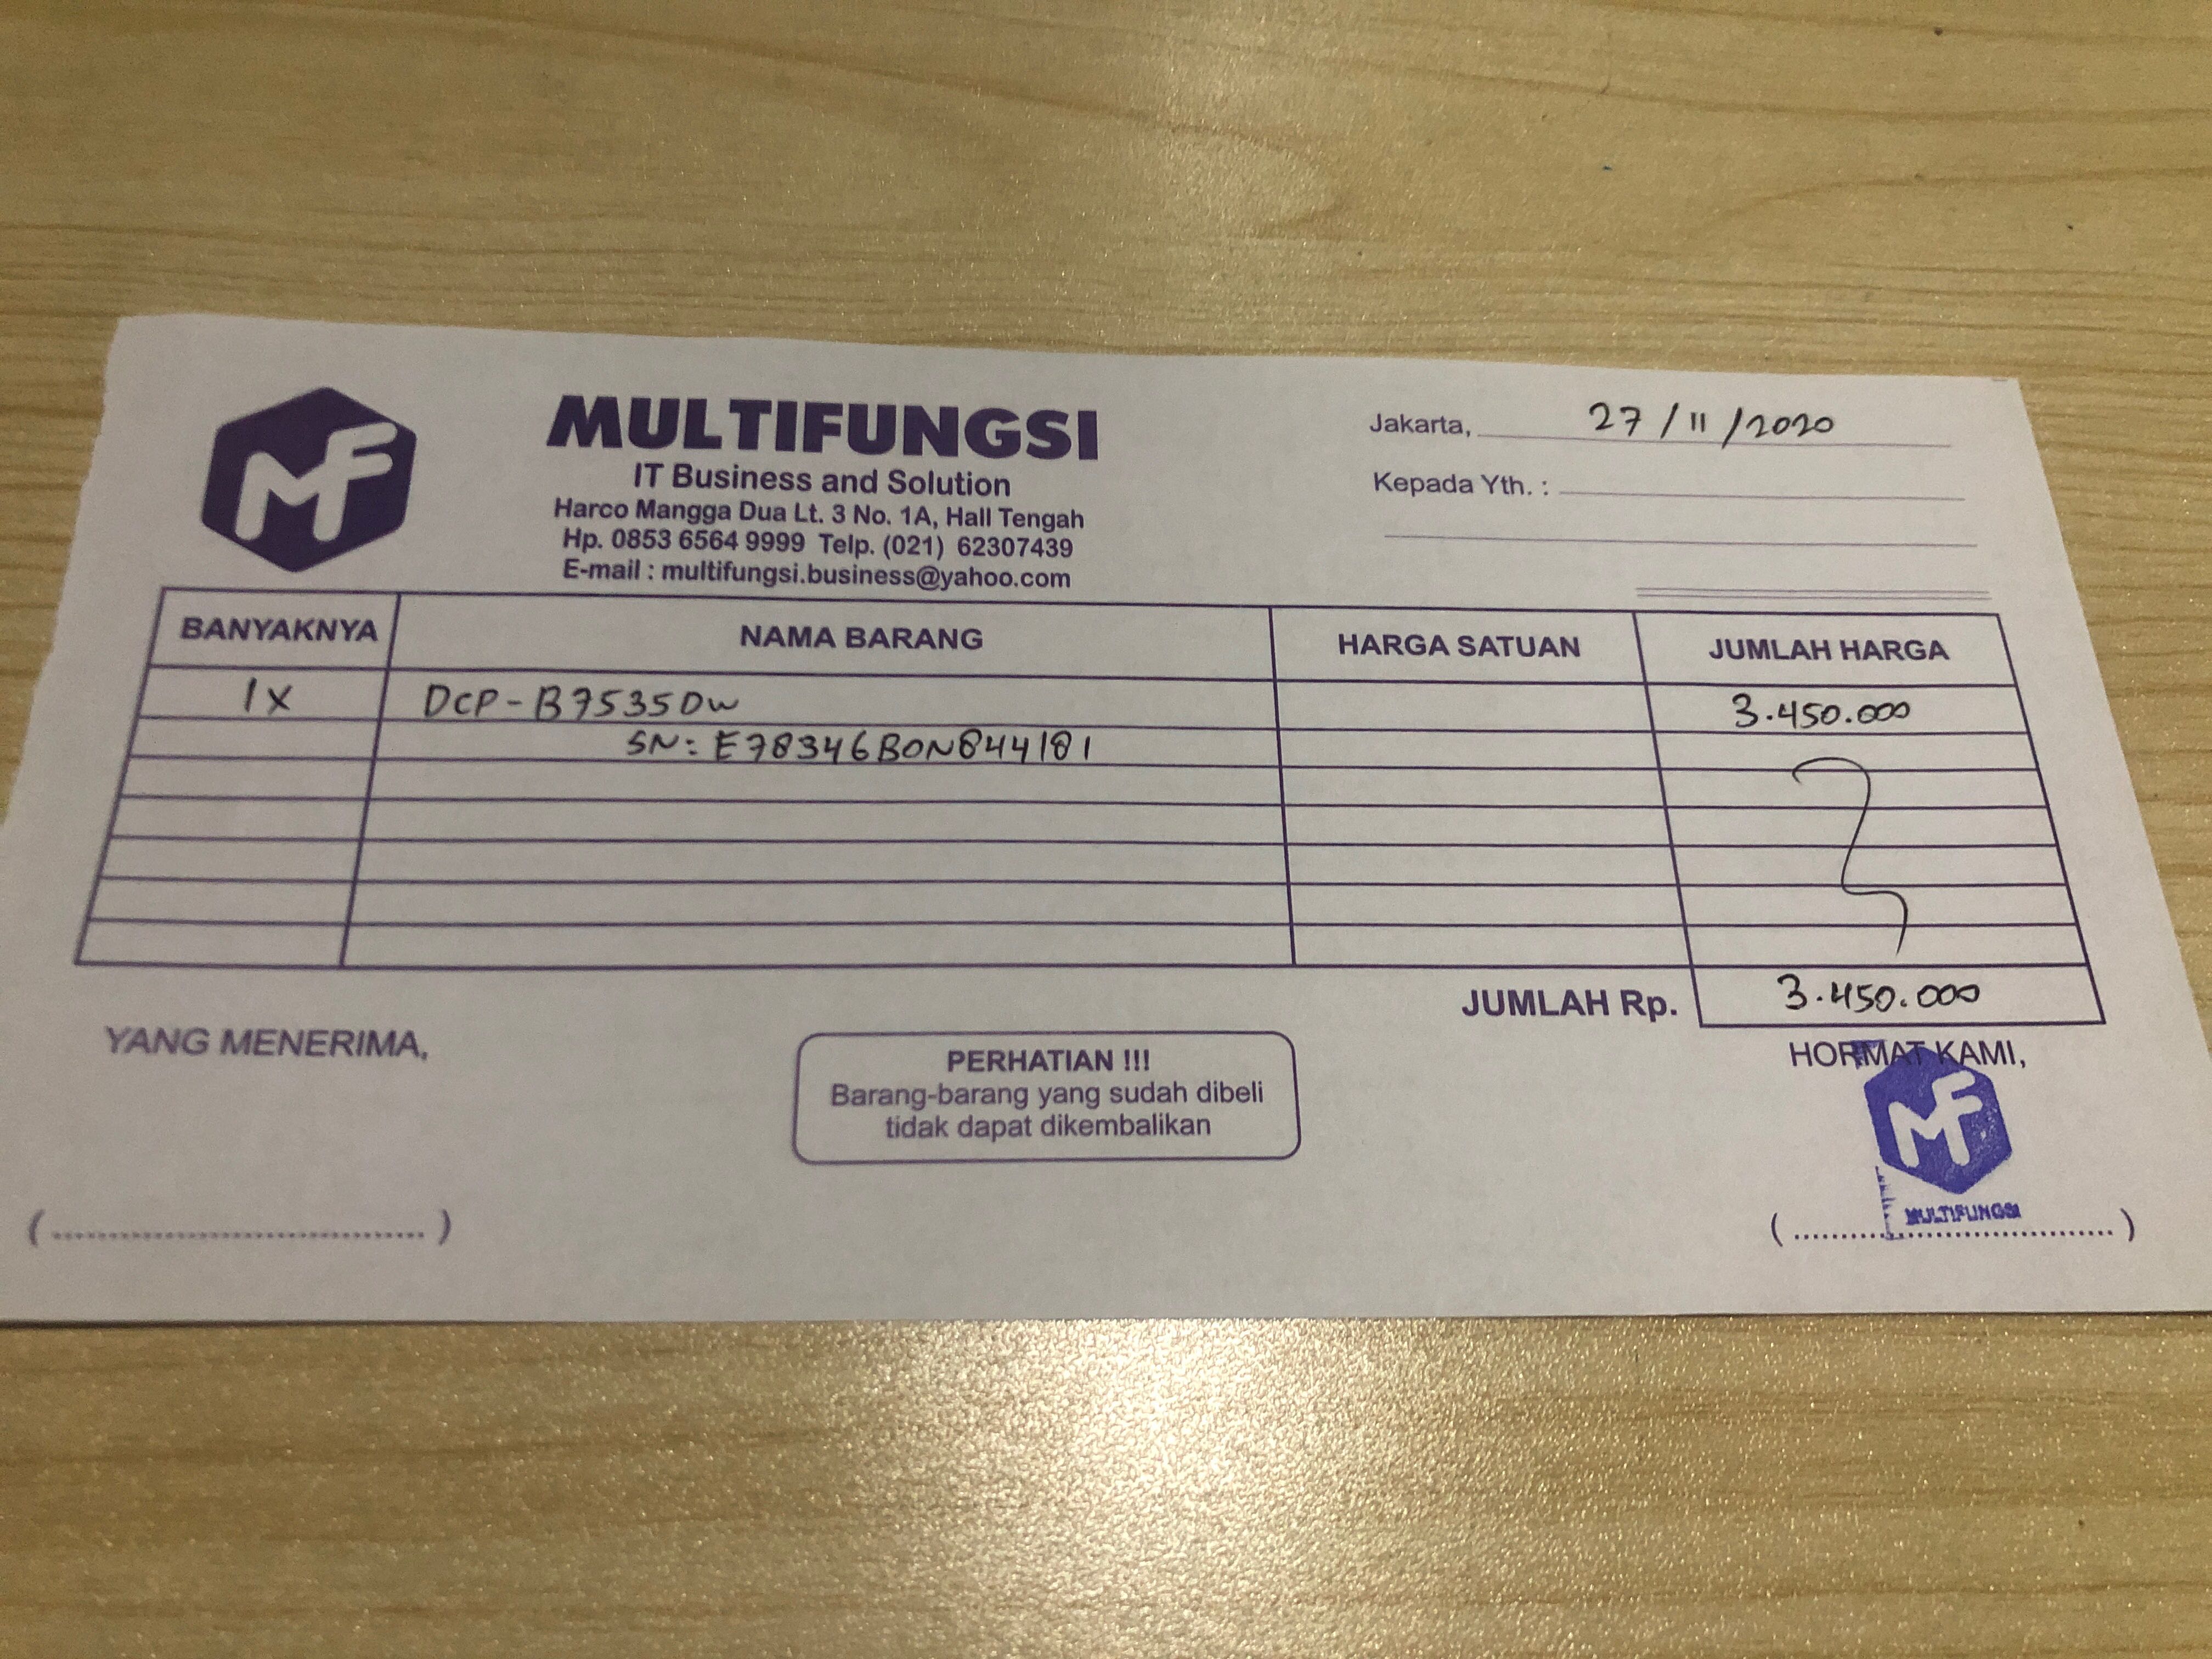 MF
MULTIFUNGSI
IT Business and Solution
Harco Mangga Dua Lt. 3 No. 1A, Hall Tengah
Hp. 0853 6564 9999 Telp. (021) 62307439
E-mail : multifungsi.business@yahoo.com
Jakarta, 27/11/2020
Kepada Yth. :
BANYAKNYA NAMA BARANG HARGA SATUAN JUMLAH HARGA
1X DCP-B7535DW 3.450.000
SN: E78346BON844181
JUMLAH Rp. 3.450.000
YANG MENERIMA,
PERHATIAN !!!
Barang-barang yang sudah dibeli
tidak dapat dikembalikan
HORMAT KAMI,
MF
MULTIFUNGSI
(..................................)
(..................................)